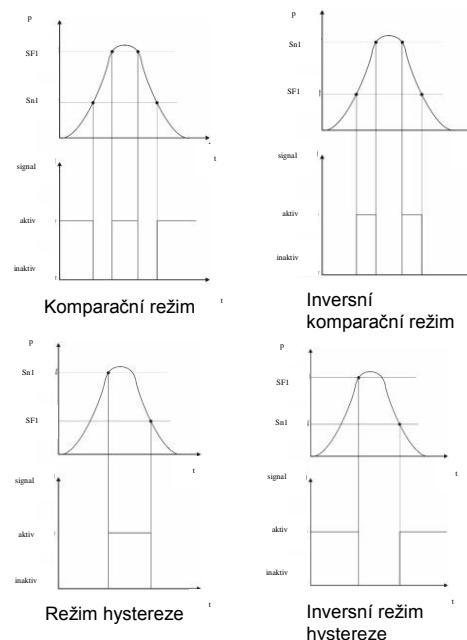 P
SF1
Sn1
t
signal
aktiv
inaktiv
t
Komparační režim
P
Sn1
SF1
t
signal
aktiv
inaktiv
Inversní
komparační režim
P
Sn1
SF1
t
signal
aktiv
inaktiv
Režim hystereze
P
SF1
Sn1
t
signal
aktiv
inaktiv
Inversní režim
hystereze